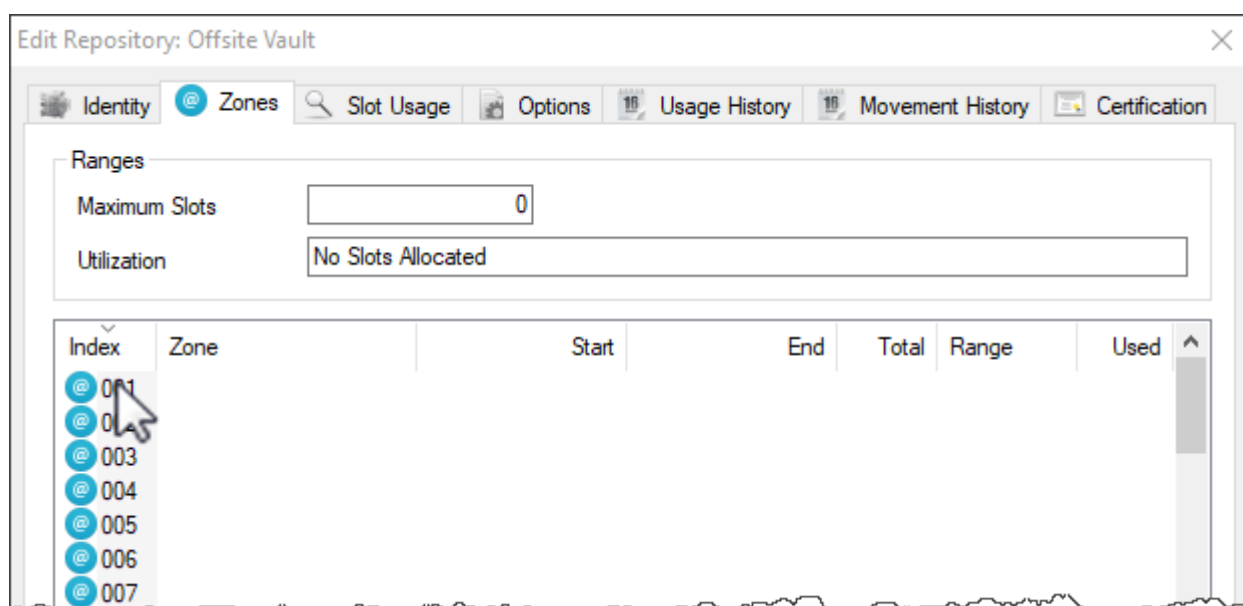 Edit Repository: Offsite Vault
Identity Zones Slot Usage Options Usage History Movement History Certification
Ranges
Maximum Slots 0
Utilization No Slots Allocated
Index Zone Start End Total Range Used
001
003
004
005
006
007